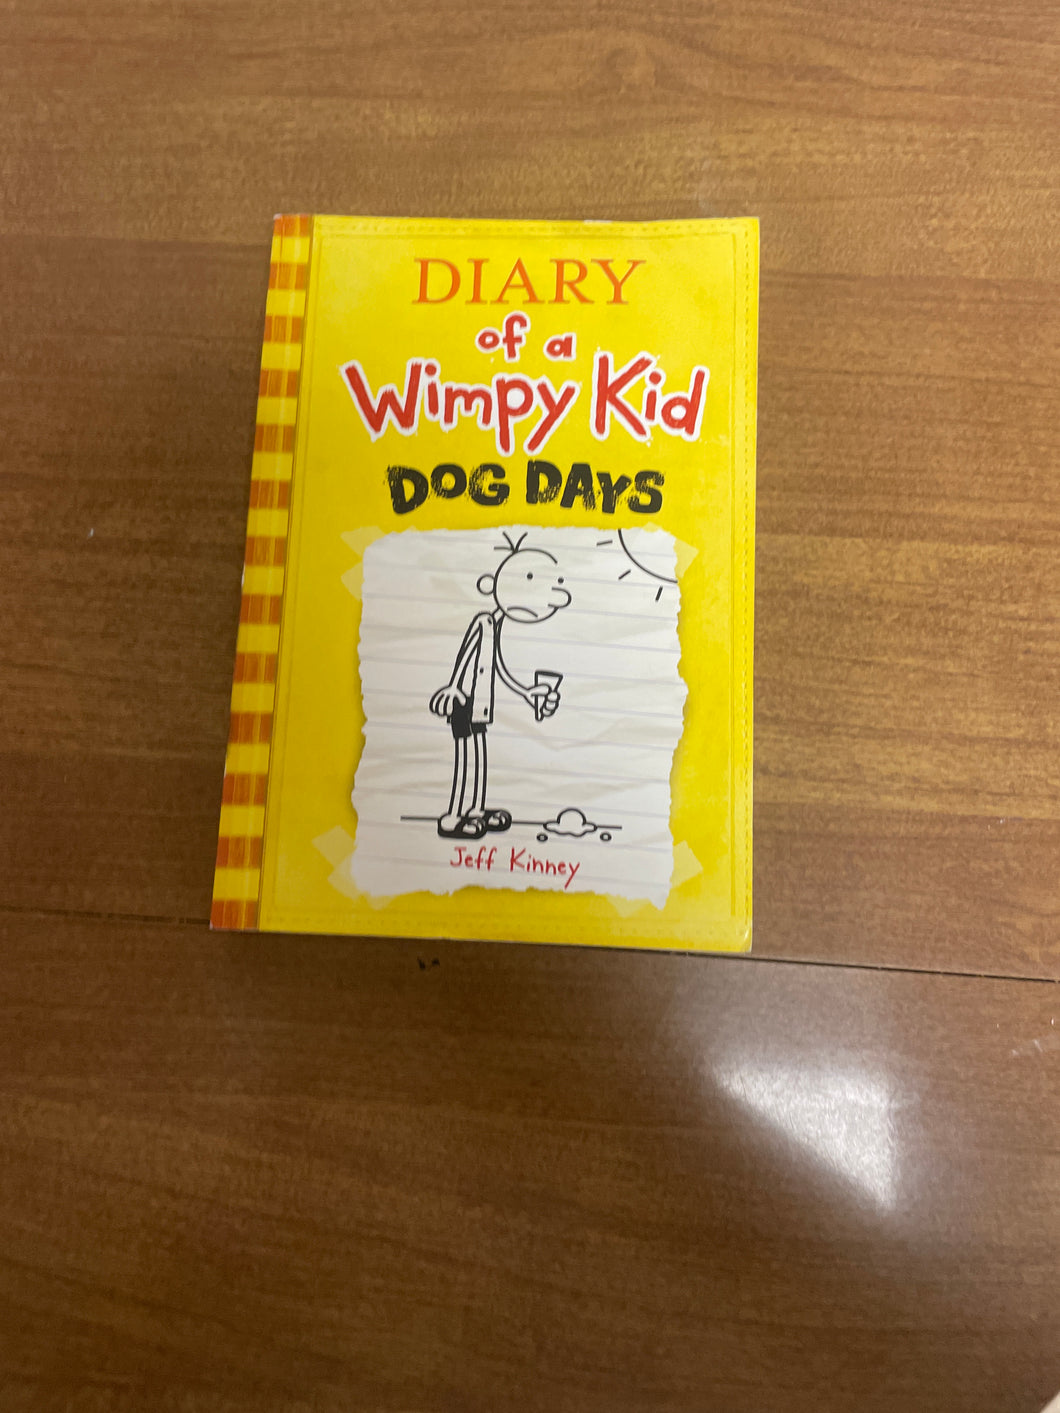 DIARY
of a
Wimpy Kid
DOG DAYS
Jeff Kinney